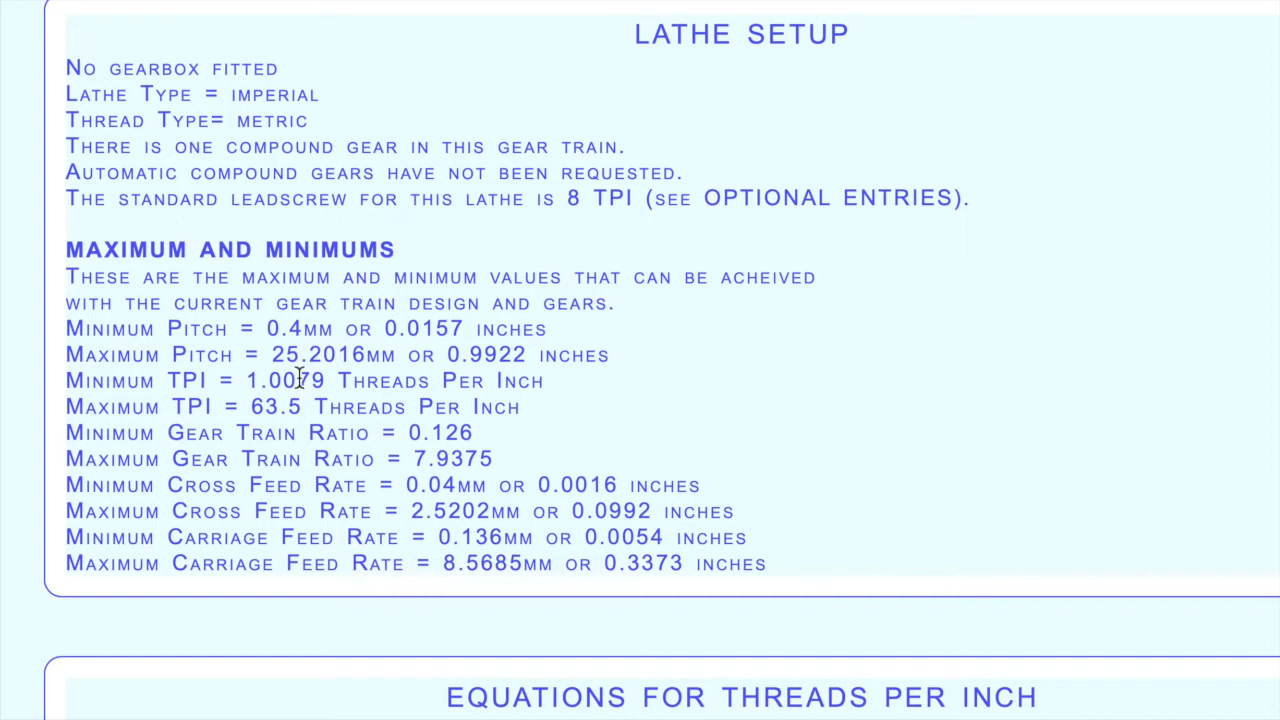 LATHE SETUP
No gearbox fitted
Lathe Type = imperial
Thread Type= metric
There is one compound gear in this gear train.
Automatic compound gears have not been requested.
The standard leadscrew for this lathe is 8 TPI (see OPTIONAL ENTRIES).
MAXIMUM AND MINIMUMS
These are the maximum and minimum values that can be acheived
with the current gear train design and gears.
Minimum Pitch = 0.4mm or 0.0157 inches
Maximum Pitch = 25.2016mm or 0.9922 inches
Minimum TPI = 1.0079 Threads Per Inch
Maximum TPI = 63.5 Threads Per Inch
Minimum Gear Train Ratio = 0.126
Maximum Gear Train Ratio = 7.9375
Minimum Cross Feed Rate = 0.04mm or 0.0016 inches
Maximum Cross Feed Rate = 2.5202mm or 0.0992 inches
Minimum Carriage Feed Rate = 0.136mm or 0.0054 inches
Maximum Carriage Feed Rate = 8.5685mm or 0.3373 inches
EQUATIONS FOR THREADS PER INCH